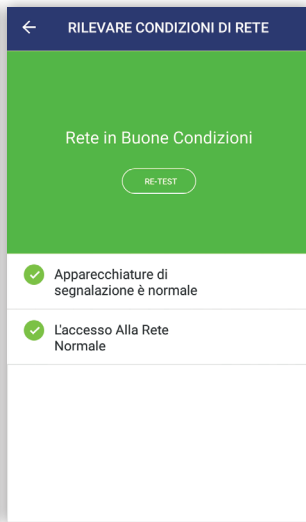 RILEVARE CONDIZIONI DI RETE
Rete in Buone Condizioni
RE-TEST
Apparecchiature di
segnalazione è normale
L'accesso Alla Rete
Normale